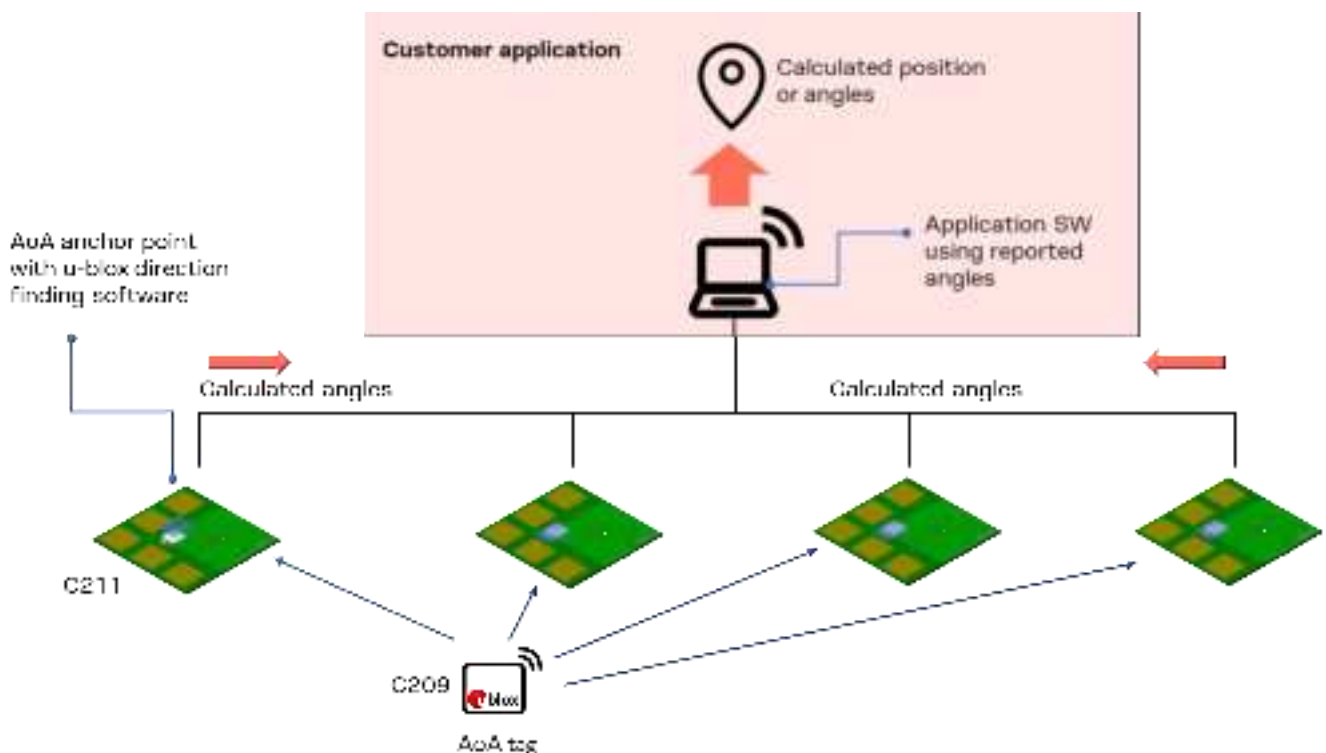 Customer application
Calculated position
or angles
Application SW
using reported
angles
AoA anchor point
with u-blox direction
finding software
Calculated angles
Calculated angles
C211
C209
blox
AoA tag